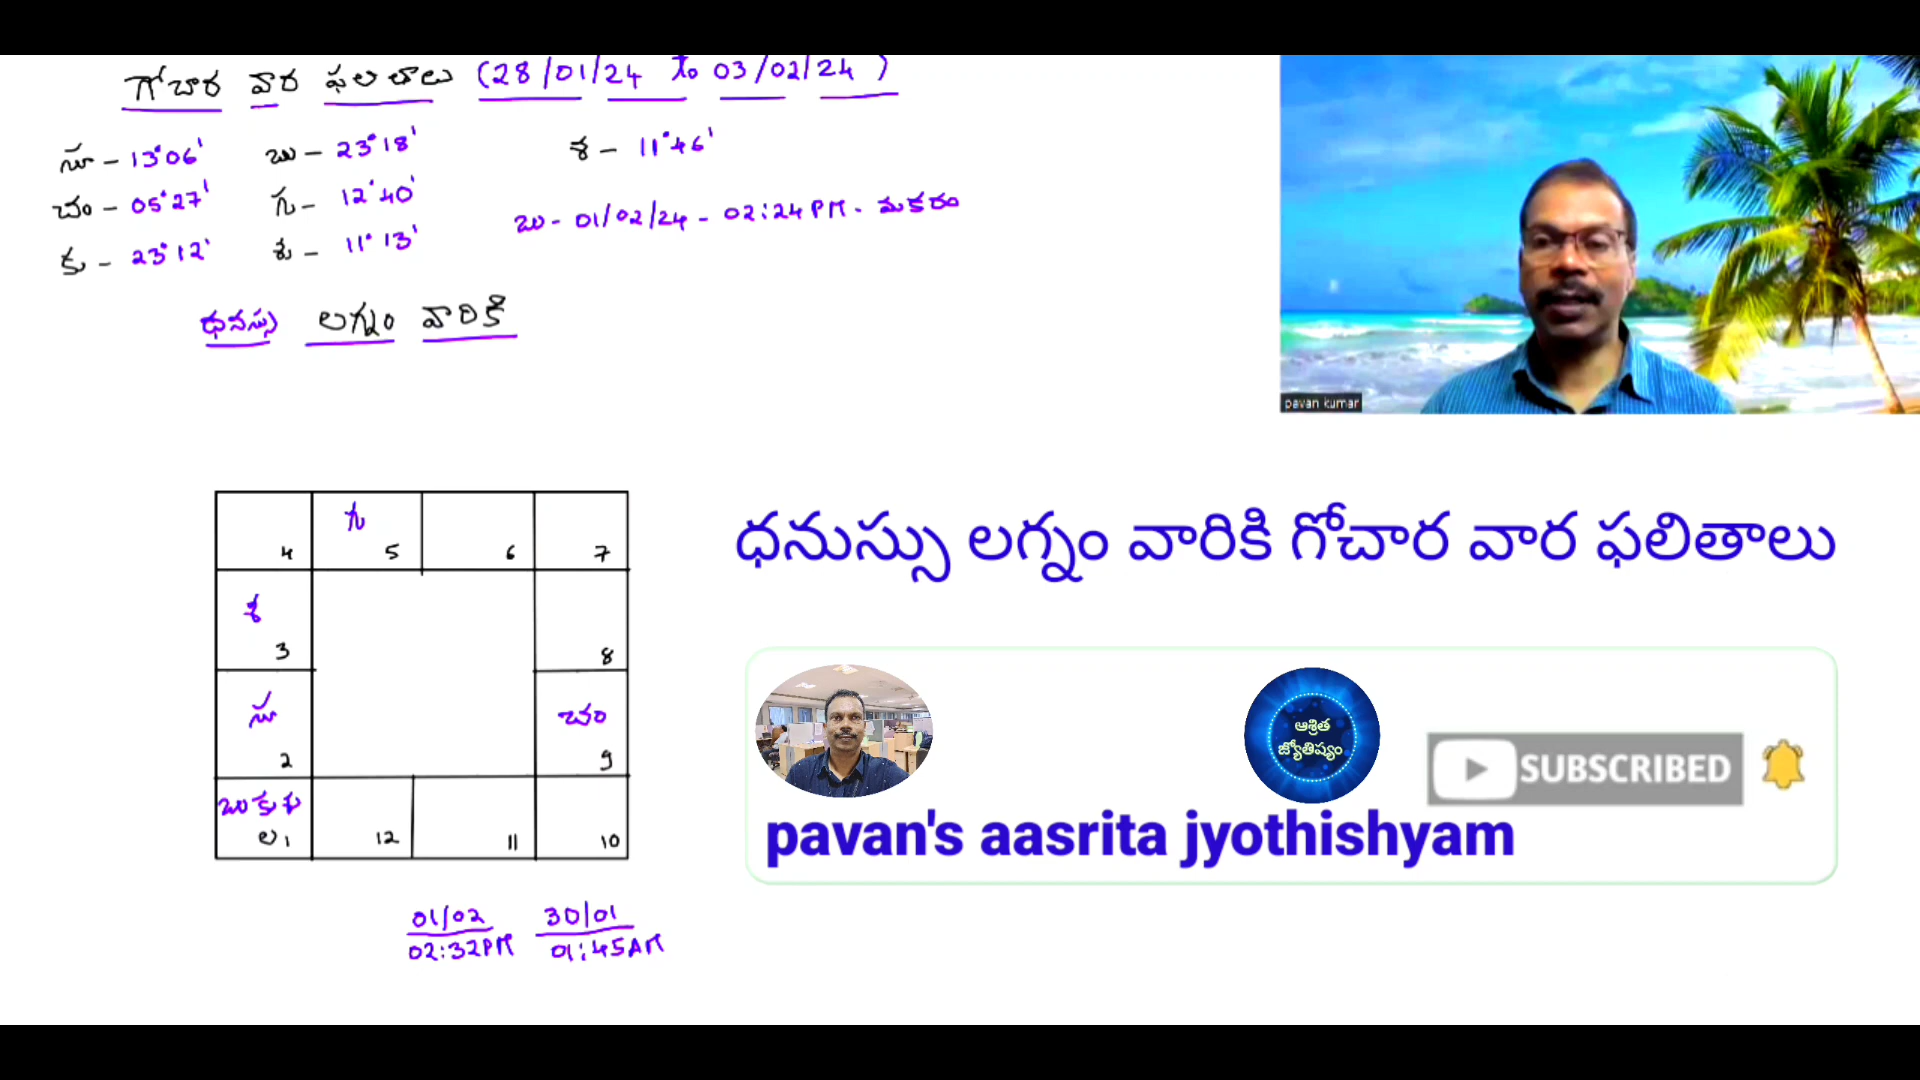 గోచార వార ఫలితాలు (28/01/24 to 03/02/24)
సూ - 13°06' బు - 23°18' శ - 11°46'
చం - 05°27' గు - 12°40'
కు - 23°12' శు - 11°13'
బు - 01/02/24 - 02:24 PM - మకరం
ధనస్సు లగ్నం వారికి
pavan kumar
గు
4 5 6 7
శ
3 8
సూ చం
2 9
బు కు శు
ల 1 12 11 10
01/02 30/01
02:32PM 01:45AM
ధనుస్సు లగ్నం వారికి గోచార వార ఫలితాలు
ఆశ్రిత
జ్యోతిష్యం
SUBSCRIBED
pavan's aasrita jyothishyam